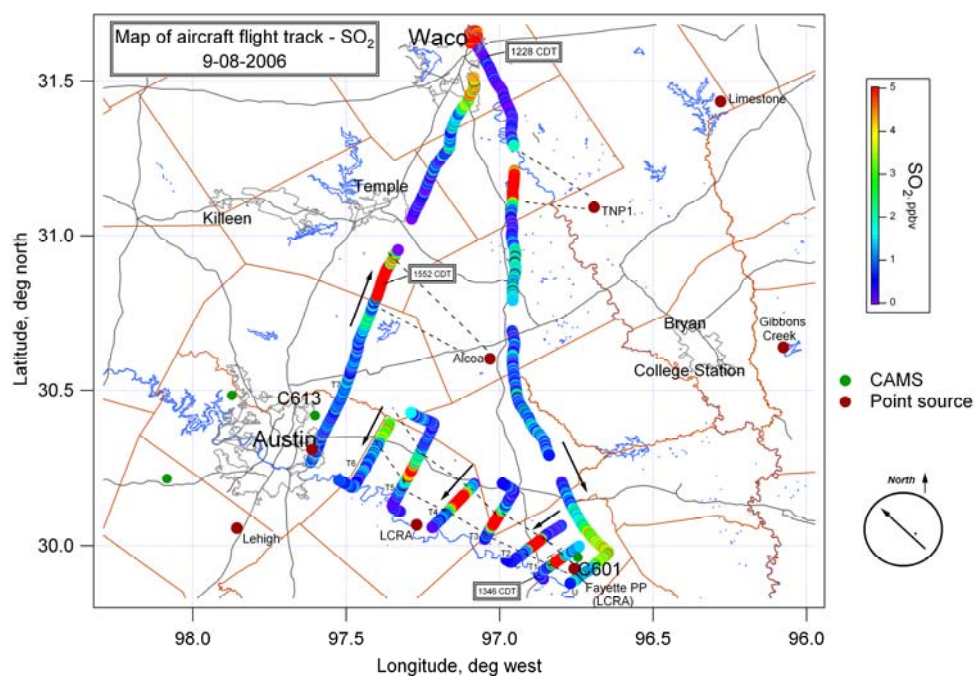 Map of aircraft flight track - SO2
9-08-2006
Waco
1228 CDT
Limestone
31.5
TNP1
Temple
Killeen
31.0
1552 CDT
Bryan
Gibbons
Creek
College Station
Alcoa
30.5
C613
Austin
T7
T6
T5
T4
T3
T2
T1
U
LCRA
Lehigh
30.0
C601
Fayette PP
(LCRA)
1346 CDT
98.0
97.5
97.0
96.5
96.0
Longitude, deg west
Latitude, deg north
5
4
3
2
1
0
SO2, ppbv
CAMS
Point source
North